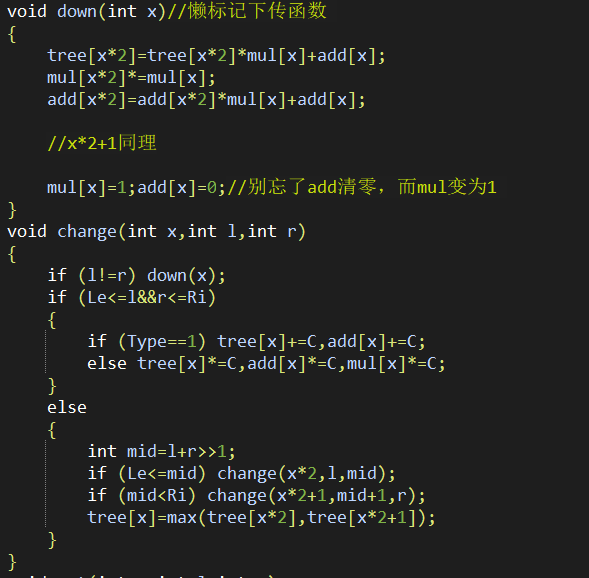 void down(int x)//懒标记下传函数
{
    tree[x*2]=tree[x*2]*mul[x]+add[x];
    mul[x*2]*=mul[x];
    add[x*2]=add[x*2]*mul[x]+add[x];

    //x*2+1同理

    mul[x]=1;add[x]=0;//别忘了add清零，而mul变为1
}
void change(int x,int l,int r)
{
    if (l!=r) down(x);
    if (Le<=l&&r<=Ri)
    {
        if (Type==1) tree[x]+=C,add[x]+=C;
        else tree[x]*=C,add[x]*=C,mul[x]*=C;
    }
    else
    {
        int mid=l+r>>1;
        if (Le<=mid) change(x*2,l,mid);
        if (mid<Ri) change(x*2+1,mid+1,r);
        tree[x]=max(tree[x*2],tree[x*2+1]);
    }
}